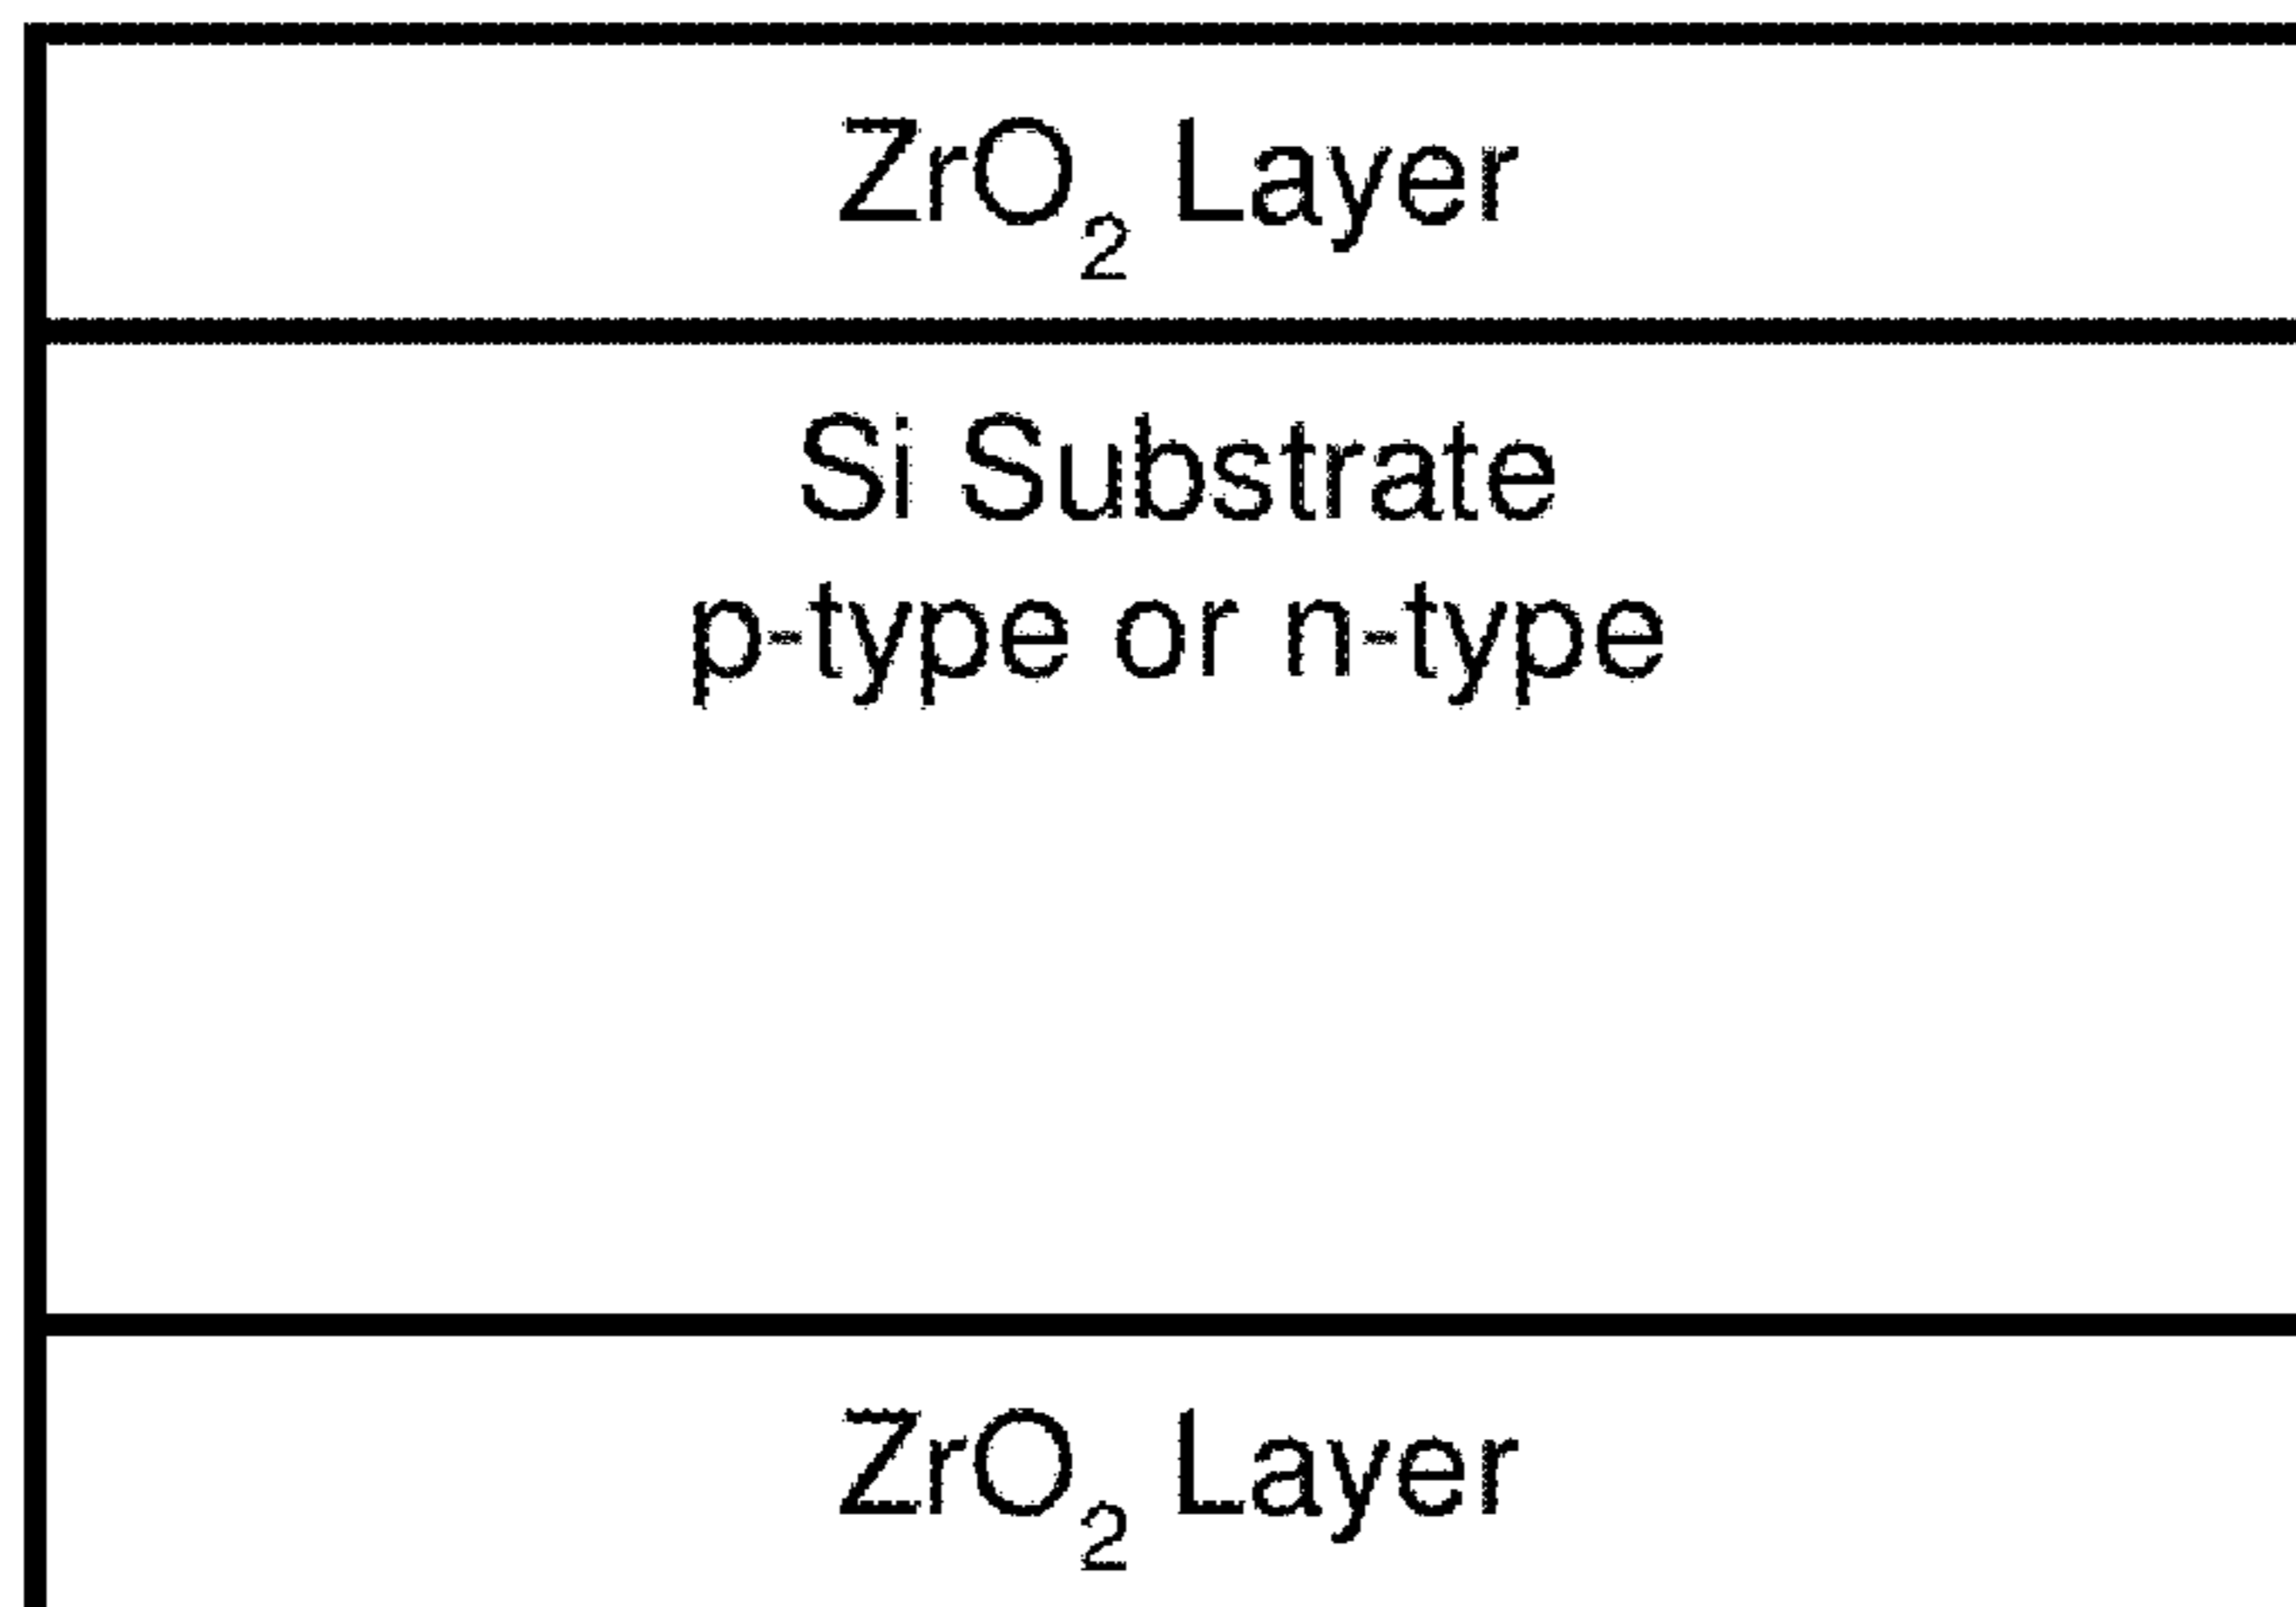 ZrO₂ Layer
Si Substrate
p-type or n-type
ZrO₂ Layer